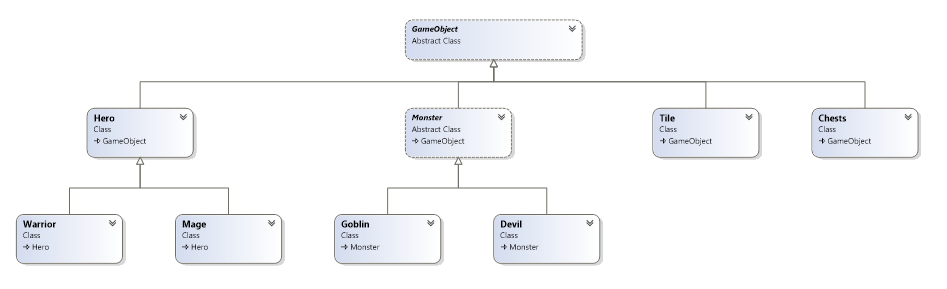 GameObject
Abstract Class
Hero
Class
GameObject
Monster
Abstract Class
GameObject
Tile
Class
GameObject
Chests
Class
GameObject
Warrior
Class
Hero
Mage
Class
Hero
Goblin
Class
Monster
Devil
Class
Monster